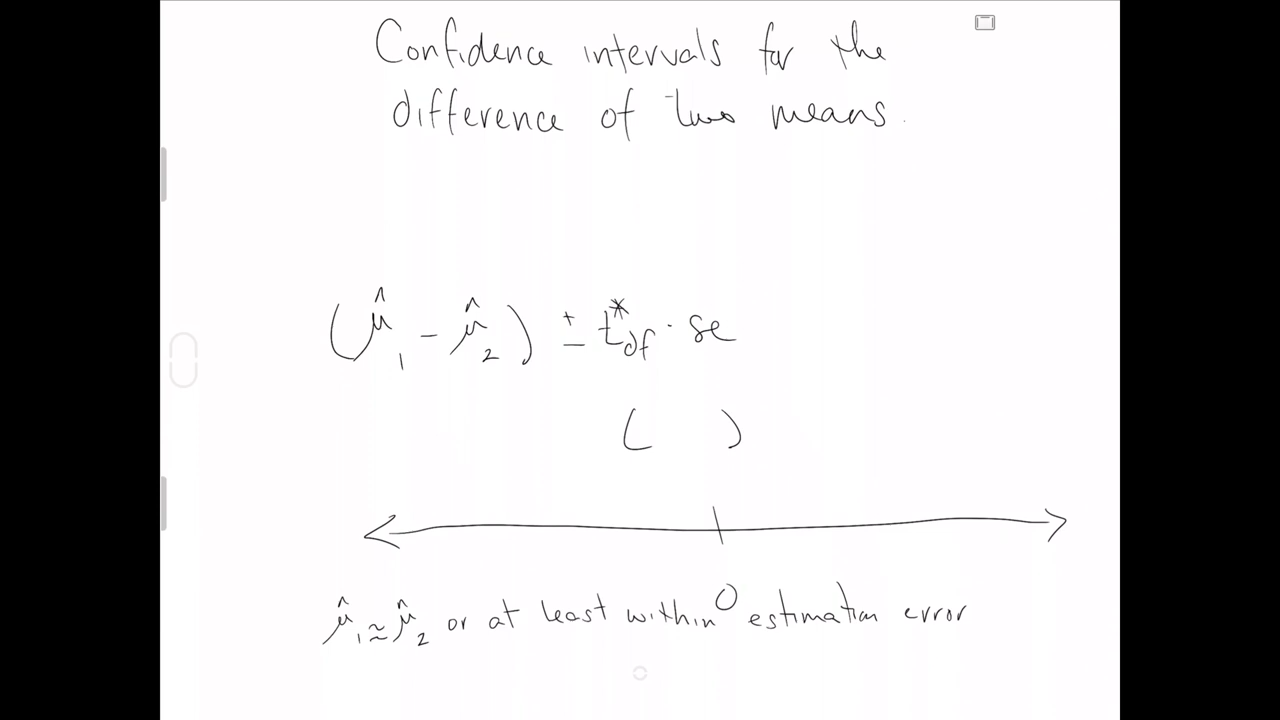 Confidence intervals for the
difference of two means.
(μ̂₁ - μ̂₂) ± t*df · se
( )
0
μ̂₁ ≈ μ̂₂ or at least within estimation error